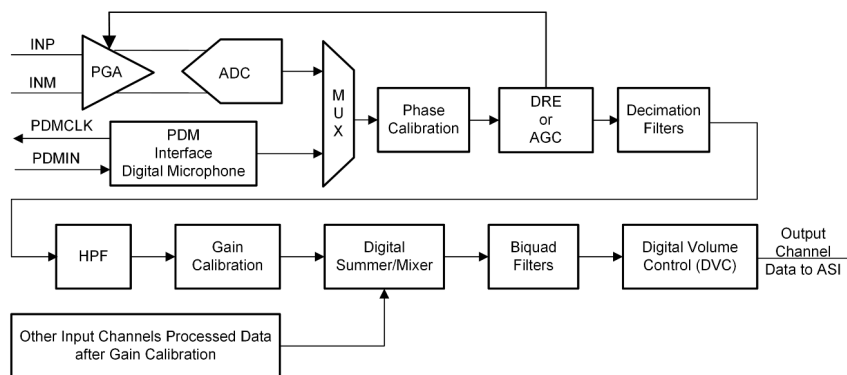 INP
INM
PGA
ADC
PDMCLK
PDMIN
PDM
Interface
Digital Microphone
M
U
X
Phase
Calibration
DRE
or
AGC
Decimation
Filters
HPF
Gain
Calibration
Digital
Summer/Mixer
Biquad
Filters
Digital Volume
Control (DVC)
Output
Channel
Data to ASI
Other Input Channels Processed Data
after Gain Calibration